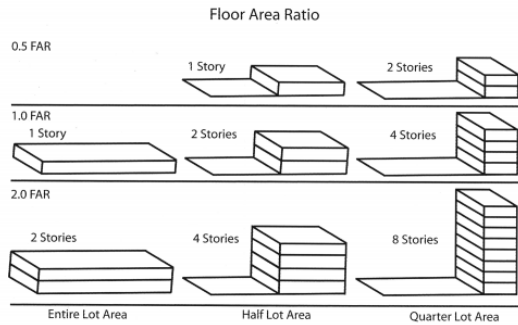 Floor Area Ratio
0.5 FAR
1 Story
2 Stories
1.0 FAR
1 Story
2 Stories
4 Stories
2.0 FAR
2 Stories
4 Stories
8 Stories
Entire Lot Area
Half Lot Area
Quarter Lot Area